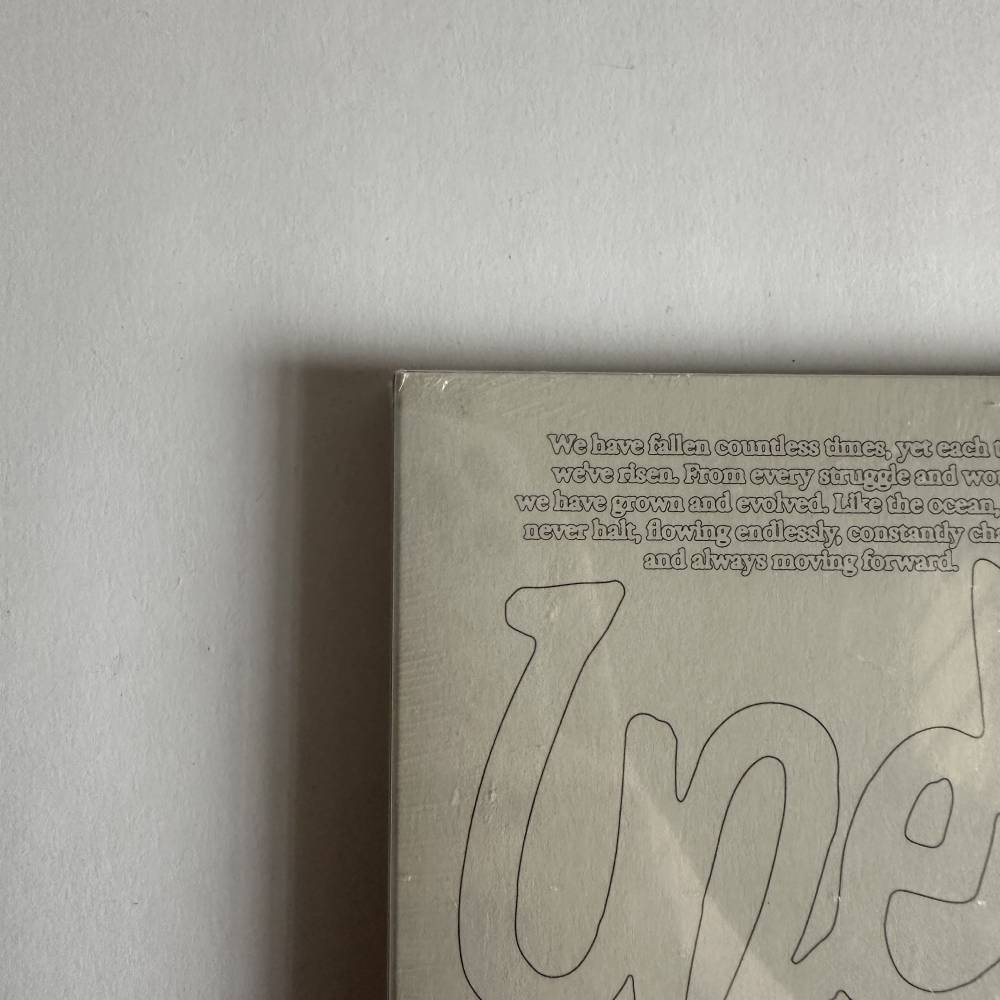 We have fallen countless times, yet each
we've risen. From every struggle and
we have grown and evolved. Like the ocean,
never halt, flowing endlessly, constantly
and always moving forward.